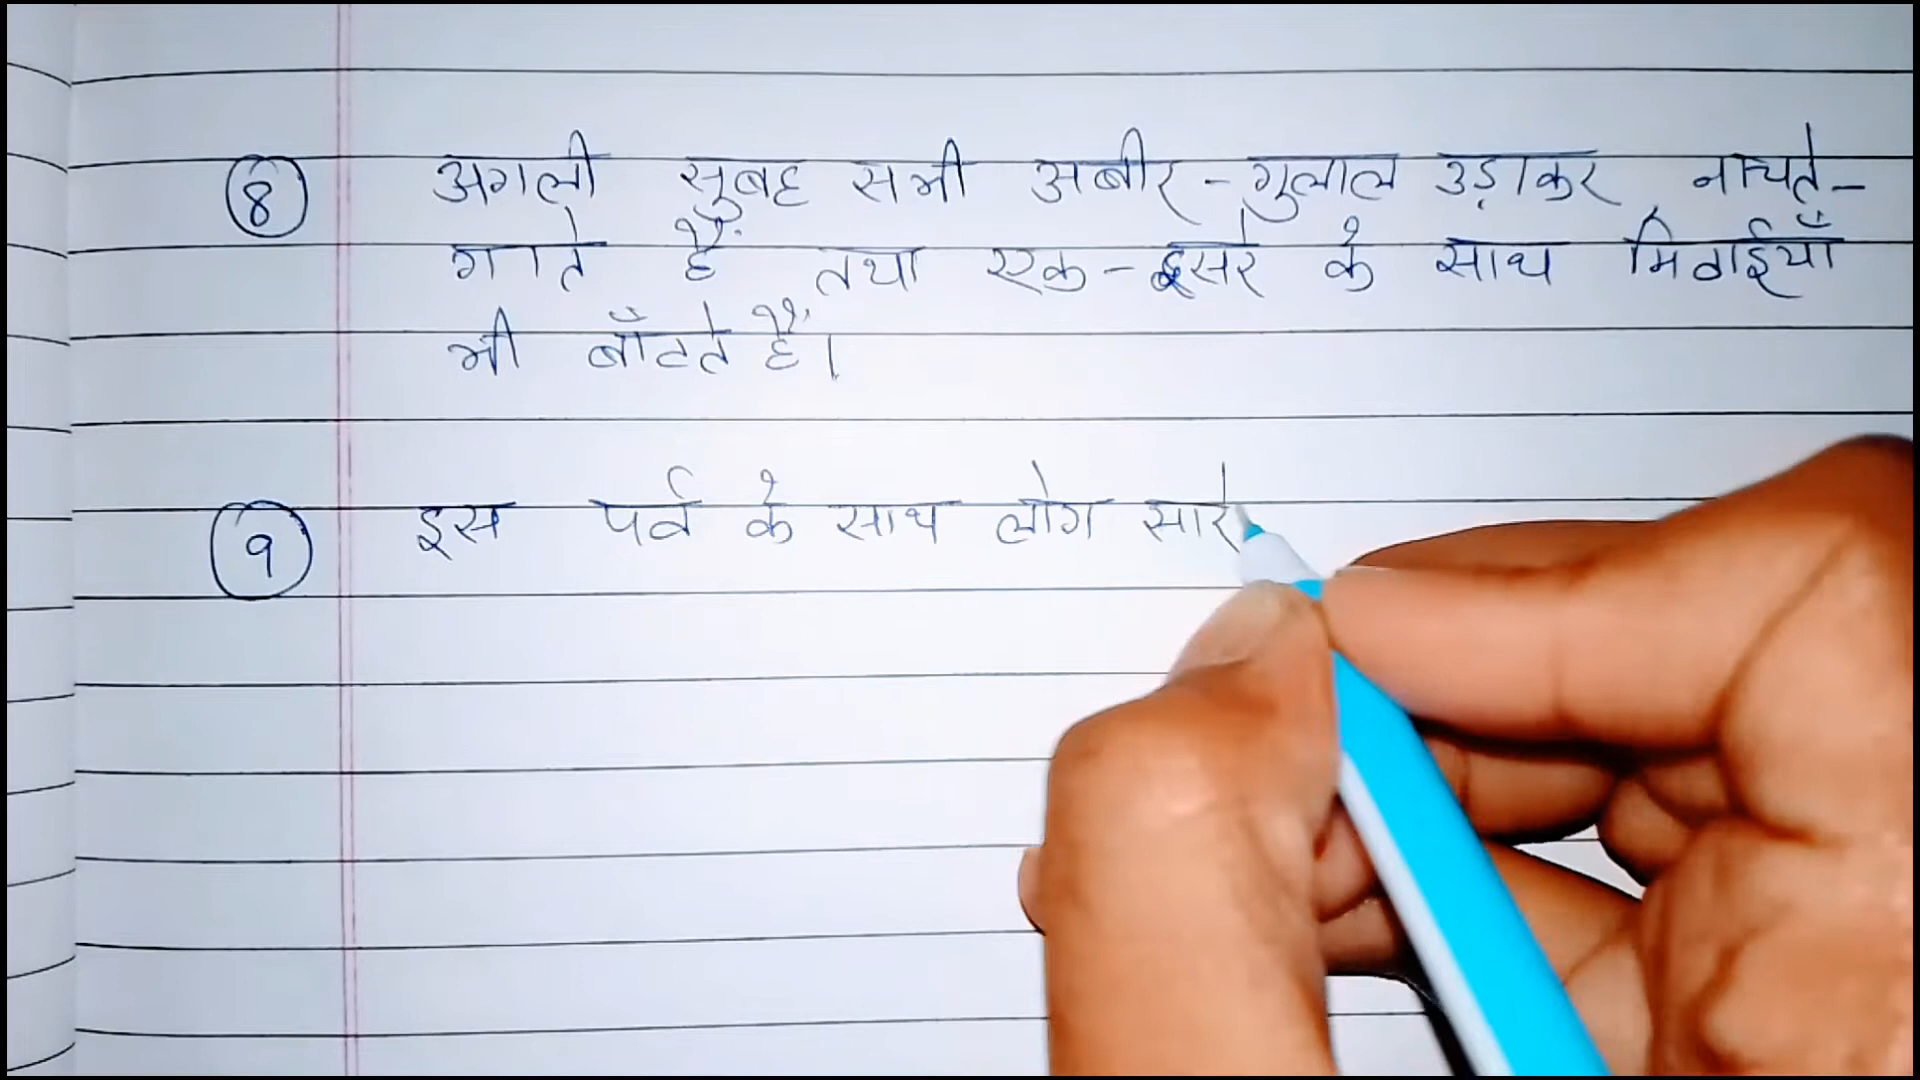 8 अगली सुबह सभी अबीर-गुलाल उड़ाकर नाचते-
गाते हैं तथा एक-दूसरे के साथ मिठाईयाँ
भी बाँटते हैं।
9 इस पर्व के साथ लोग सारे